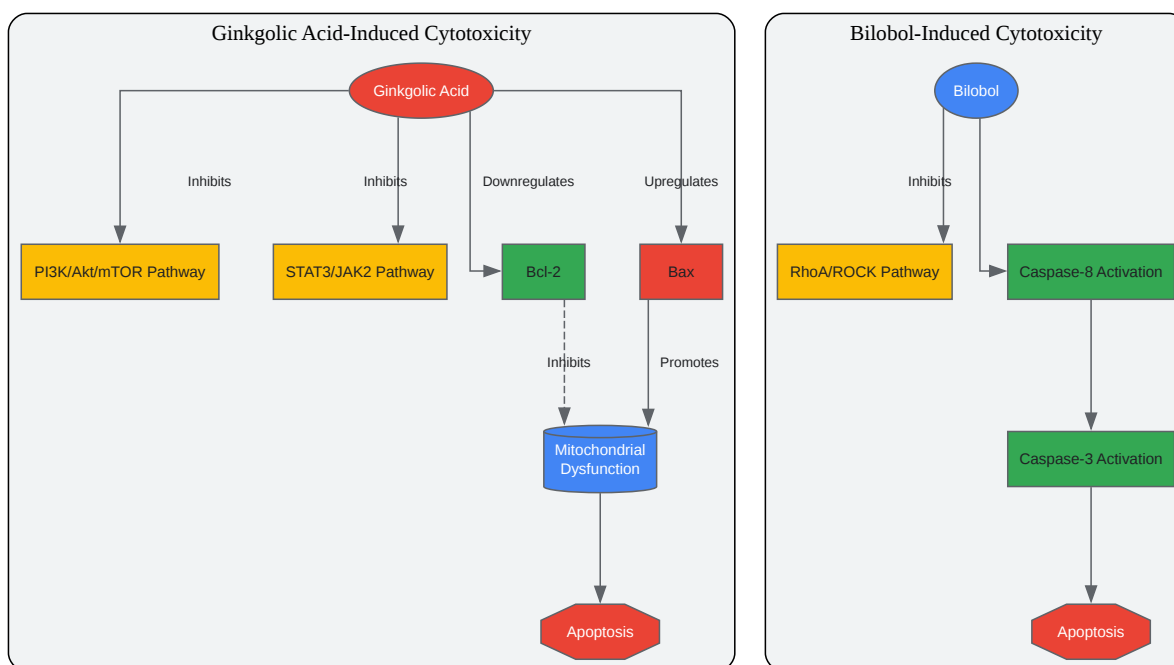 Ginkgolic Acid-Induced Cytotoxicity
Ginkgolic Acid
Inhibits
Inhibits
Downregulates
Upregulates
PI3K/Akt/mTOR Pathway
STAT3/JAK2 Pathway
Bcl-2
Bax
Inhibits
Promotes
Mitochondrial
Dysfunction
Apoptosis
Bilobol-Induced Cytotoxicity
Bilobol
Inhibits
RhoA/ROCK Pathway
Caspase-8 Activation
Caspase-3 Activation
Apoptosis